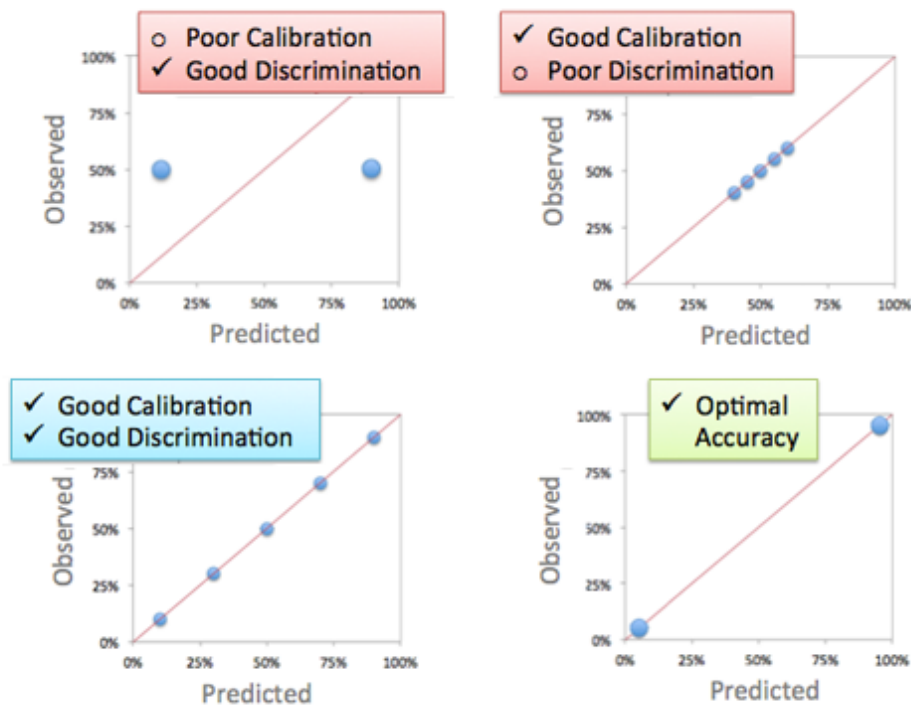 ○ Poor Calibration
✓ Good Discrimination
100%
75%
50%
25%
0%
Observed
0% 25% 50% 75% 100%
Predicted
✓ Good Calibration
○ Poor Discrimination
100%
75%
50%
25%
0%
Observed
0% 25% 50% 75% 100%
Predicted
✓ Good Calibration
✓ Good Discrimination
75%
50%
25%
0%
Observed
0% 25% 50% 75% 100%
Predicted
✓ Optimal
Accuracy
100%
75%
50%
25%
0%
Observed
0% 25% 50% 75% 100%
Predicted